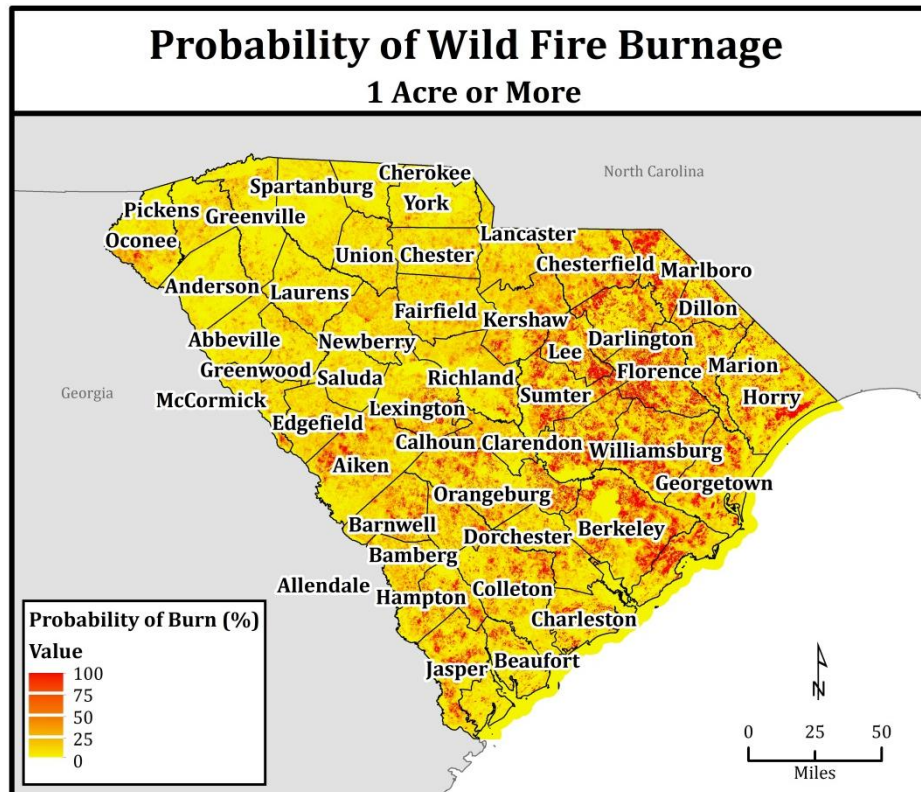 Probability of Wild Fire Burnage
1 Acre or More
North Carolina
Cherokee
Spartanburg
York
Pickens
Greenville
Oconee
Lancaster
Union
Chester
Chesterfield
Marlboro
Anderson
Laurens
Dillon
Fairfield
Kershaw
Abbeville
Newberry
Darlington
Lee
Marion
Greenwood
Saluda
Richland
Florence
Georgia
McCormick
Lexington
Sumter
Horry
Edgefield
Calhoun
Clarendon
Williamsburg
Aiken
Georgetown
Orangeburg
Barnwell
Berkeley
Dorchester
Bamberg
Allendale
Hampton
Colleton
Charleston
Jasper
Beaufort
Probability of Burn (%)
Value
100
75
50
25
0
N
0 25 50
Miles